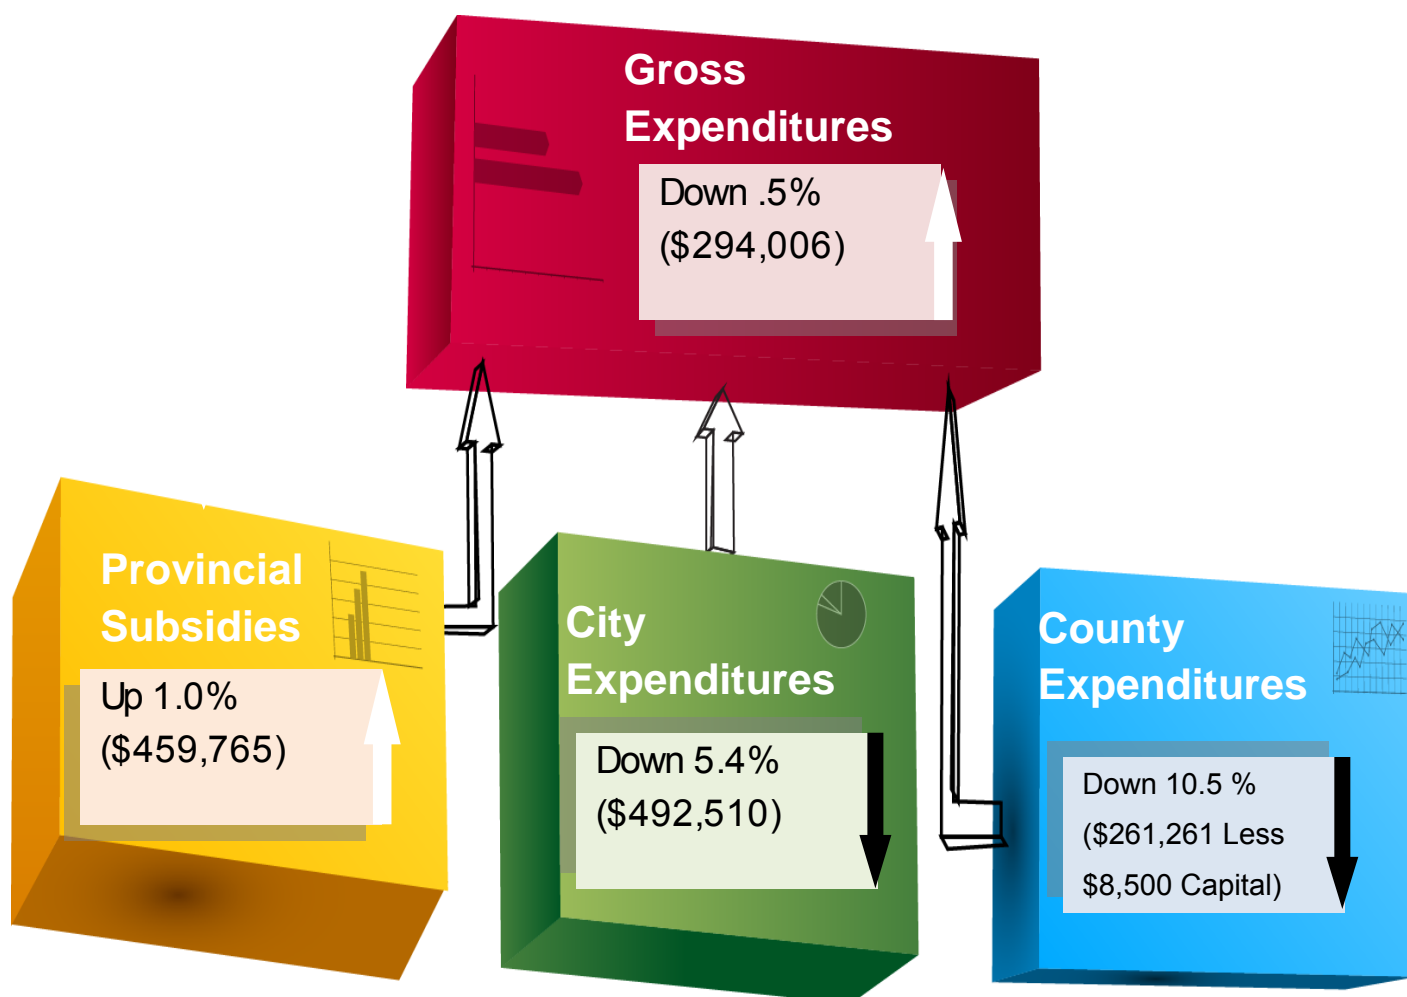 Gross
Expenditures
Down .5%
($294,006)
Provincial
Subsidies
Up 1.0%
($459,765)
City
Expenditures
Down 5.4%
($492,510)
County
Expenditures
Down 10.5 %
($261,261 Less
$8,500 Capital)